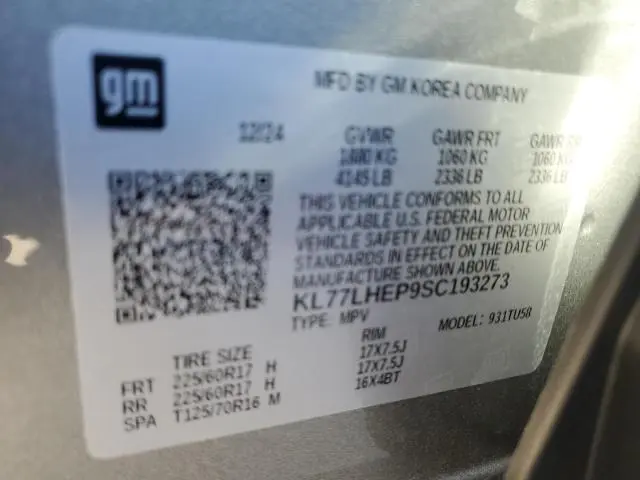 gm
MFD BY GM KOREA COMPANY
12/24
GVWR GAWR FRT GAWR RR
1880 KG 1060 KG 1060 KG
4145 LB 2336 LB 2336 LB
THIS VEHICLE CONFORMS TO ALL
APPLICABLE U.S. FEDERAL MOTOR
VEHICLE SAFETY AND THEFT PREVENTION
STANDARDS IN EFFECT ON THE DATE OF
MANUFACTURE SHOWN ABOVE.
KL77LHEP9SC193273
TYPE: MPV MODEL: 931TU58
TIRE SIZE RIM
FRT 225/60R17 H 17X7.5J
RR 225/60R17 H 17X7.5J
SPA T125/70R16 M 16X4BT